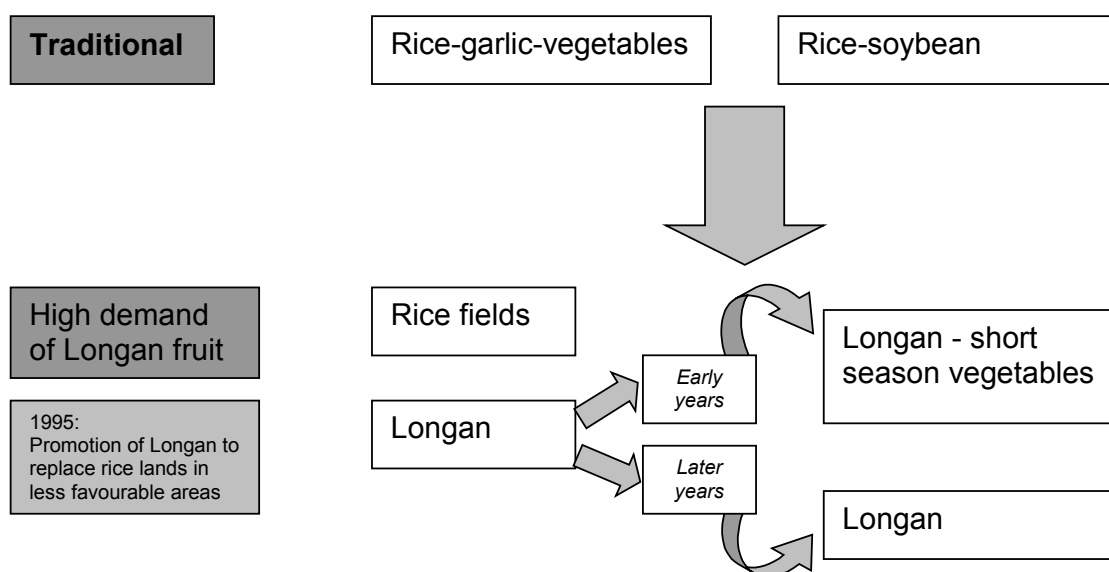 Traditional
Rice-garlic-vegetables
Rice-soybean
High demand
of Longan fruit
Rice fields
1995:
Promotion of Longan to
replace rice lands in
less favourable areas
Longan
Early
years
Later
years
Longan - short
season vegetables
Longan